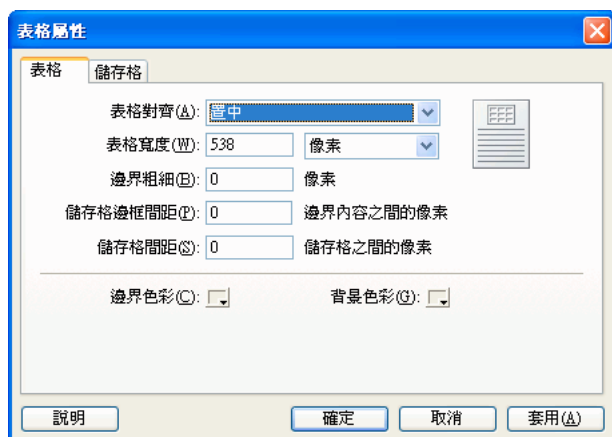 表格屬性
表格 儲存格
表格對齊(A): 置中
表格寬度(W): 538 像素
邊界粗細(B): 0 像素
儲存格邊框間距(P): 0 邊界內容之間的像素
儲存格間距(S): 0 儲存格之間的像素
邊界色彩(C): 背景色彩(G):
說明 確定 取消 套用(A)